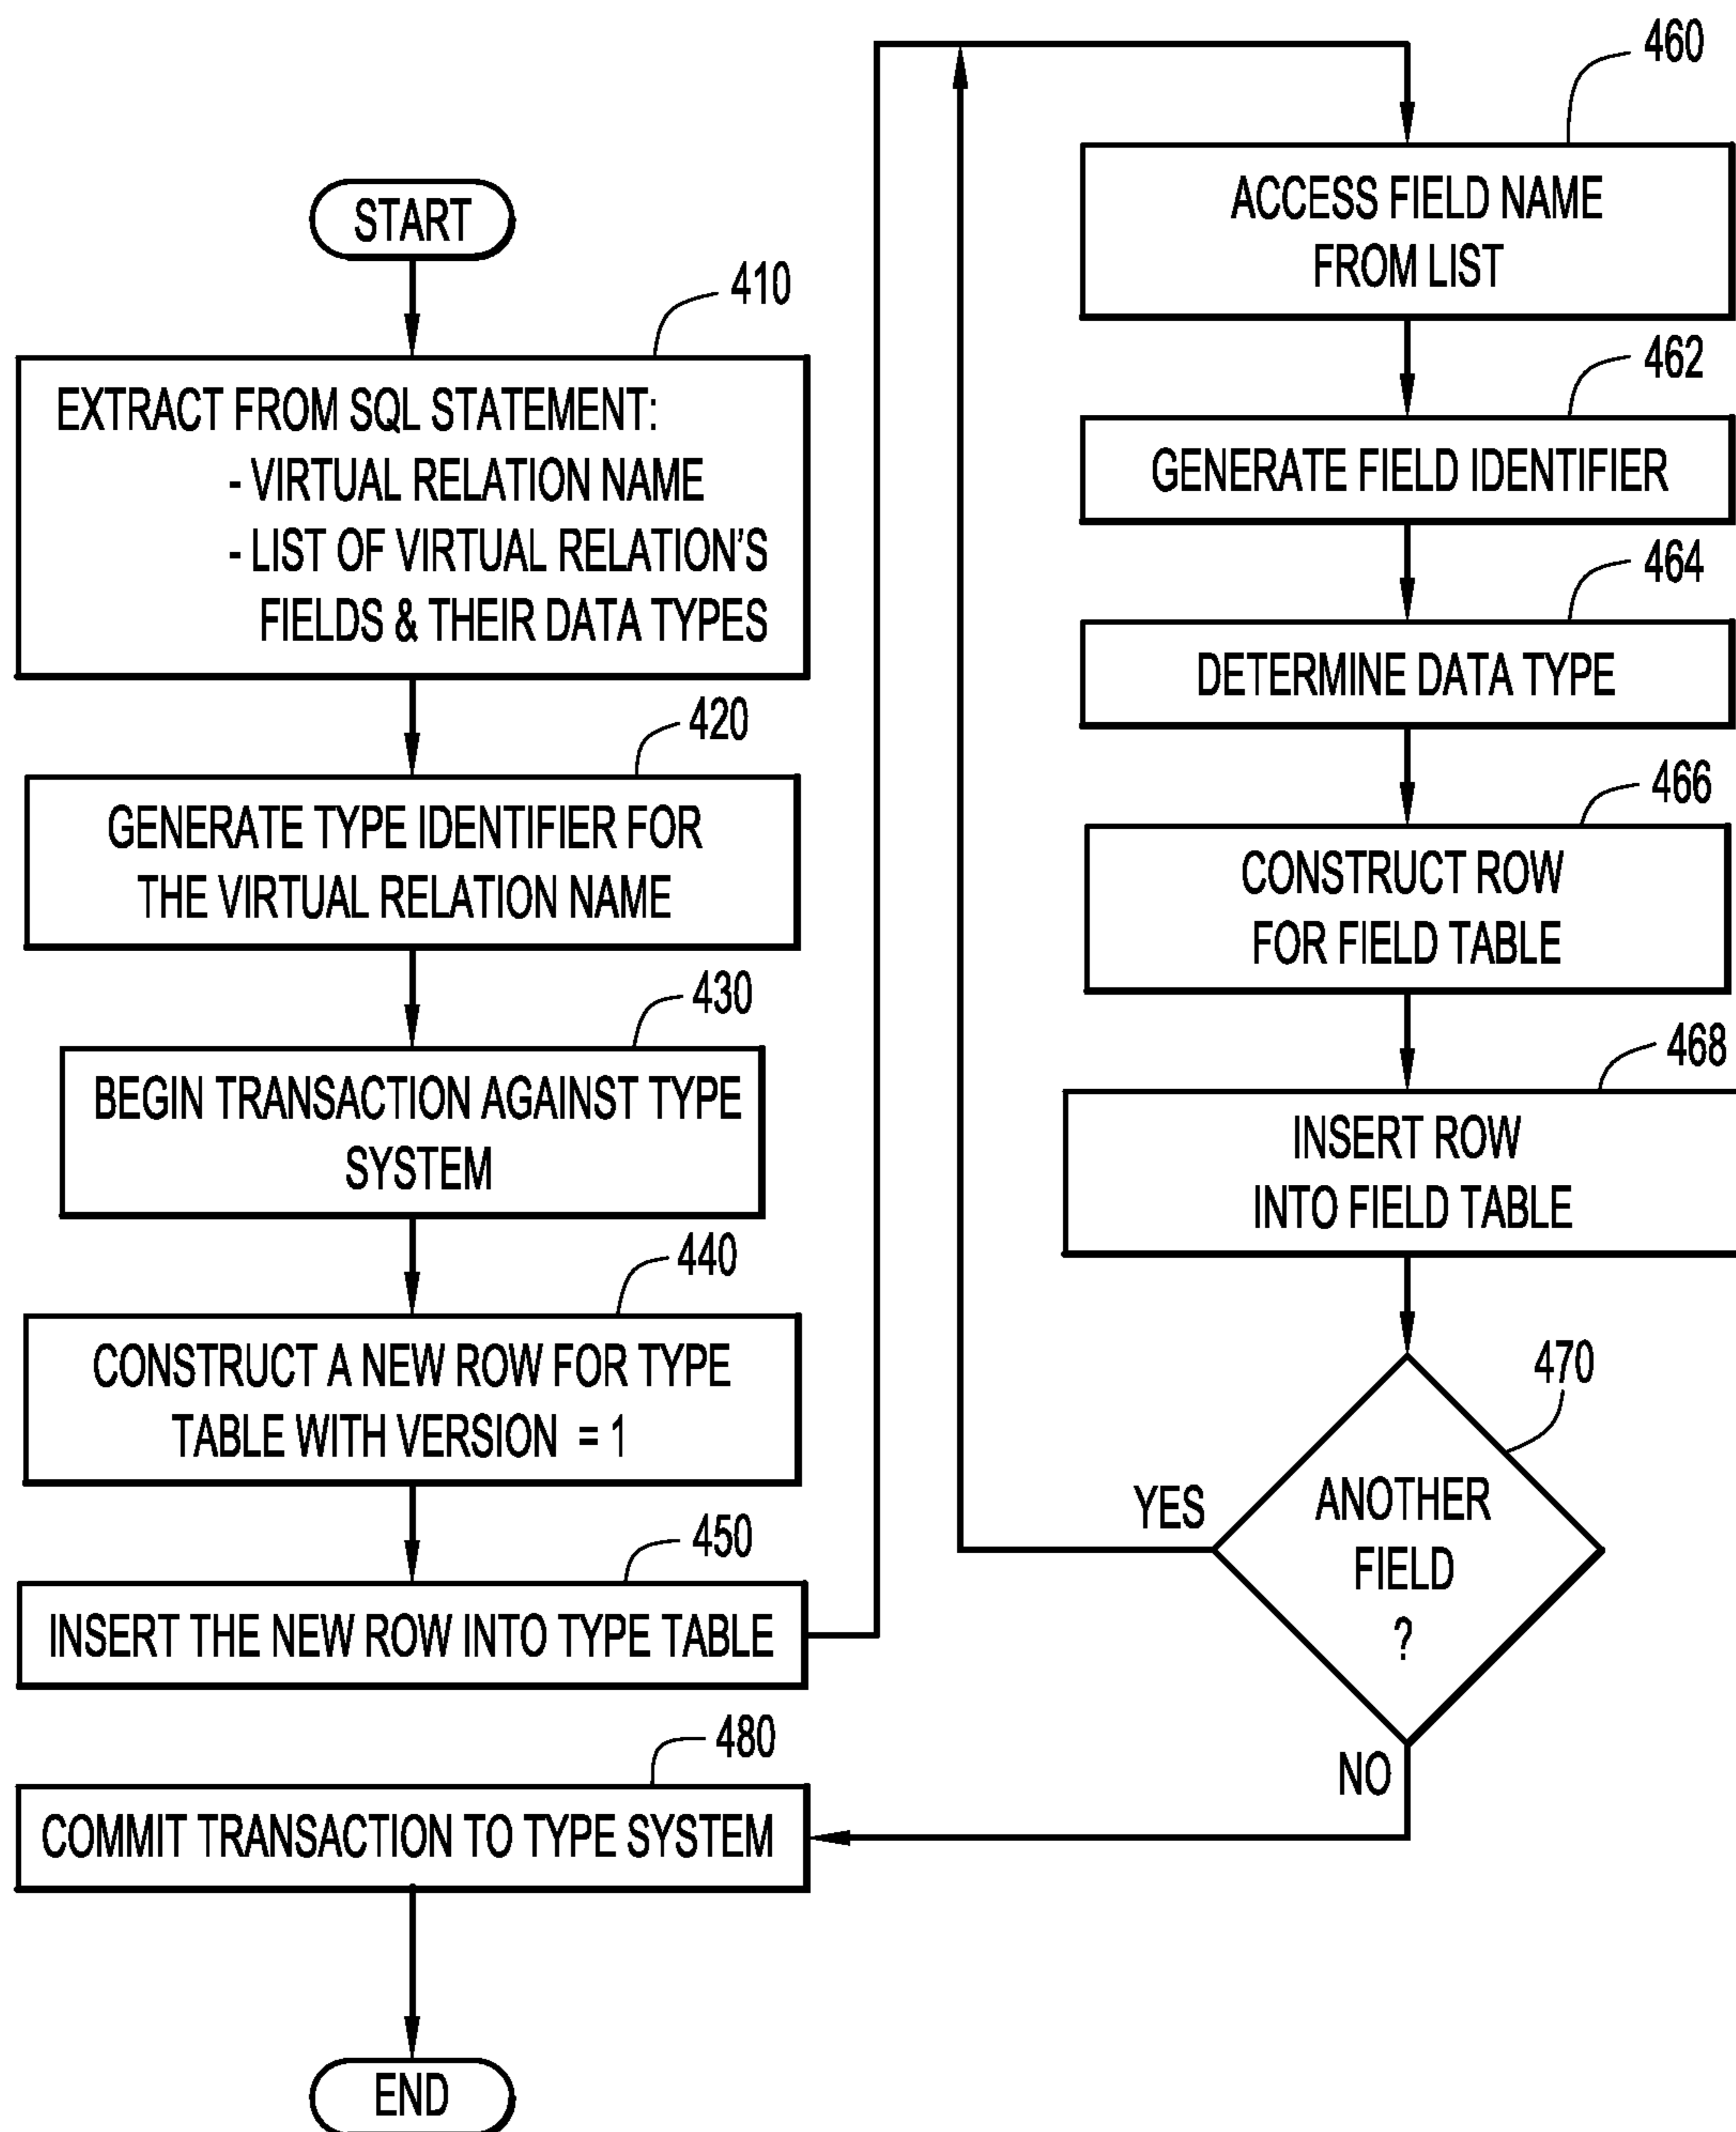 START
410
EXTRACT FROM SQL STATEMENT:
- VIRTUAL RELATION NAME
- LIST OF VIRTUAL RELATION'S
FIELDS & THEIR DATA TYPES
420
GENERATE TYPE IDENTIFIER FOR
THE VIRTUAL RELATION NAME
430
BEGIN TRANSACTION AGAINST TYPE
SYSTEM
440
CONSTRUCT A NEW ROW FOR TYPE
TABLE WITH VERSION = 1
450
INSERT THE NEW ROW INTO TYPE TABLE
460
ACCESS FIELD NAME
FROM LIST
462
GENERATE FIELD IDENTIFIER
464
DETERMINE DATA TYPE
466
CONSTRUCT ROW
FOR FIELD TABLE
468
INSERT ROW
INTO FIELD TABLE
470
ANOTHER
FIELD
?
YES
NO
480
COMMIT TRANSACTION TO TYPE SYSTEM
END